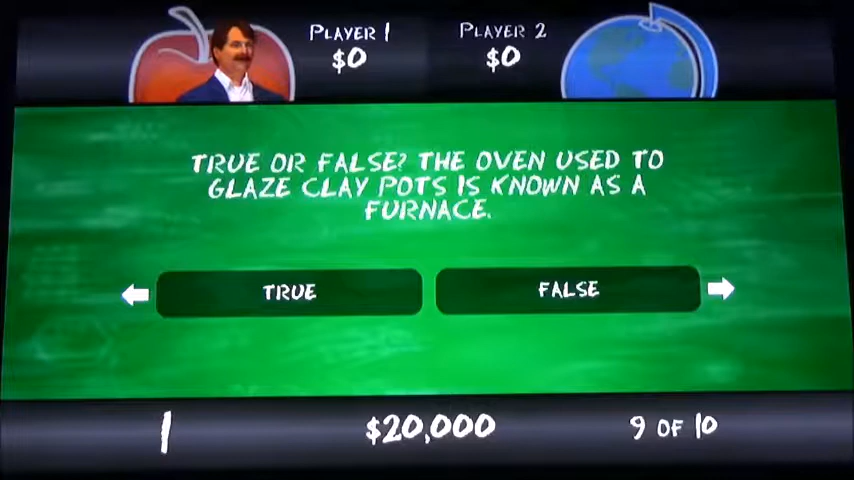 PLAYER 1
$0
PLAYER 2
$0
TRUE OR FALSE? THE OVEN USED TO
GLAZE CLAY POTS IS KNOWN AS A
FURNACE.
TRUE
FALSE
1
$20,000
9 OF 10